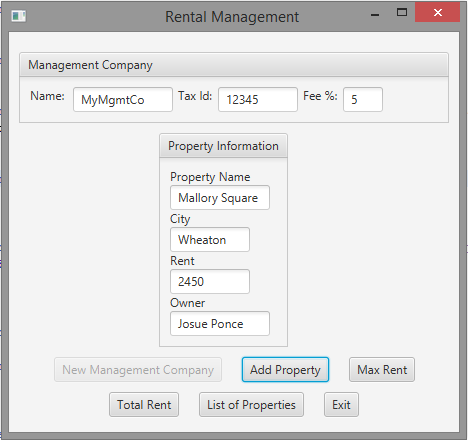 Rental Management
Management Company
Name: MyMgmtCo Tax Id: 12345 Fee %: 5
Property Information
Property Name
Mallory Square
City
Wheaton
Rent
2450
Owner
Josue Ponce
New Management Company Add Property Max Rent
Total Rent List of Properties Exit